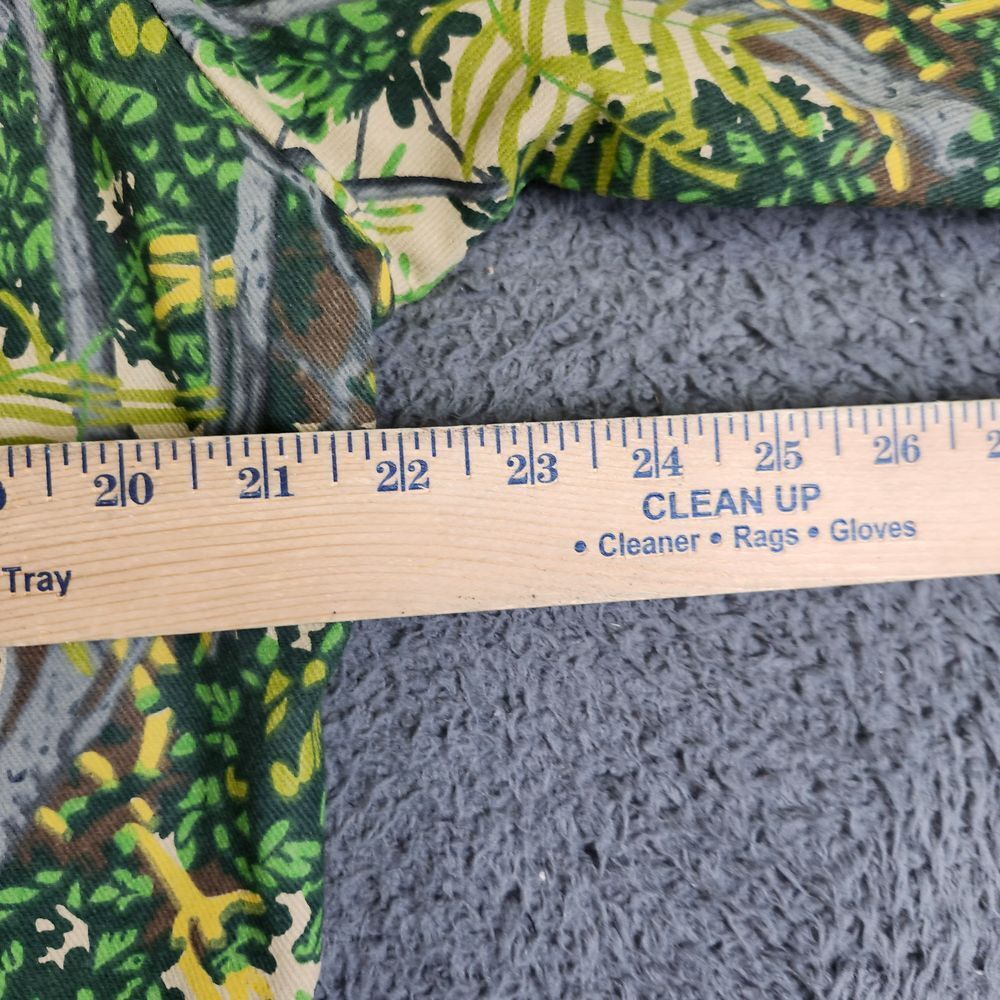 20 21 22 23 24 25 26
CLEAN UP
• Cleaner • Rags • Gloves
Tray